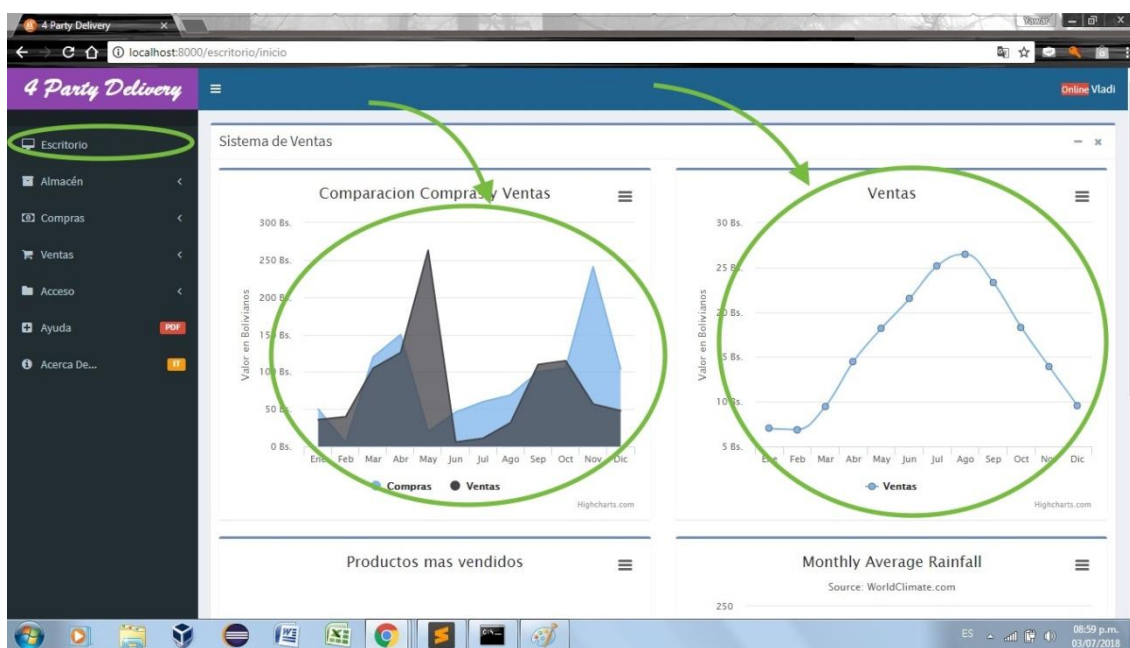 4 Party Delivery
Yawar
localhost:8000/escritorio/inicio
4 Party Delivery
Online Vladi
Escritorio
Almacén
Compras
Ventas
Acceso
Ayuda PDF
Acerca De... IT
Sistema de Ventas
Comparacion Compras y Ventas
300 Bs.
250 Bs.
200 Bs.
150 Bs.
100 Bs.
50 Bs.
0 Bs.
Valor en Bolivianos
Ene Feb Mar Abr May Jun Jul Ago Sep Oct Nov Dic
Compras Ventas
Highcharts.com
Ventas
30 Bs.
25 Bs.
20 Bs.
15 Bs.
10 Bs.
5 Bs.
Valor en Bolivianos
Ene Feb Mar Abr May Jun Jul Ago Sep Oct Nov Dic
Ventas
Highcharts.com
Productos mas vendidos
Monthly Average Rainfall
Source: WorldClimate.com
250
ES
08:59 p.m.
03/07/2018